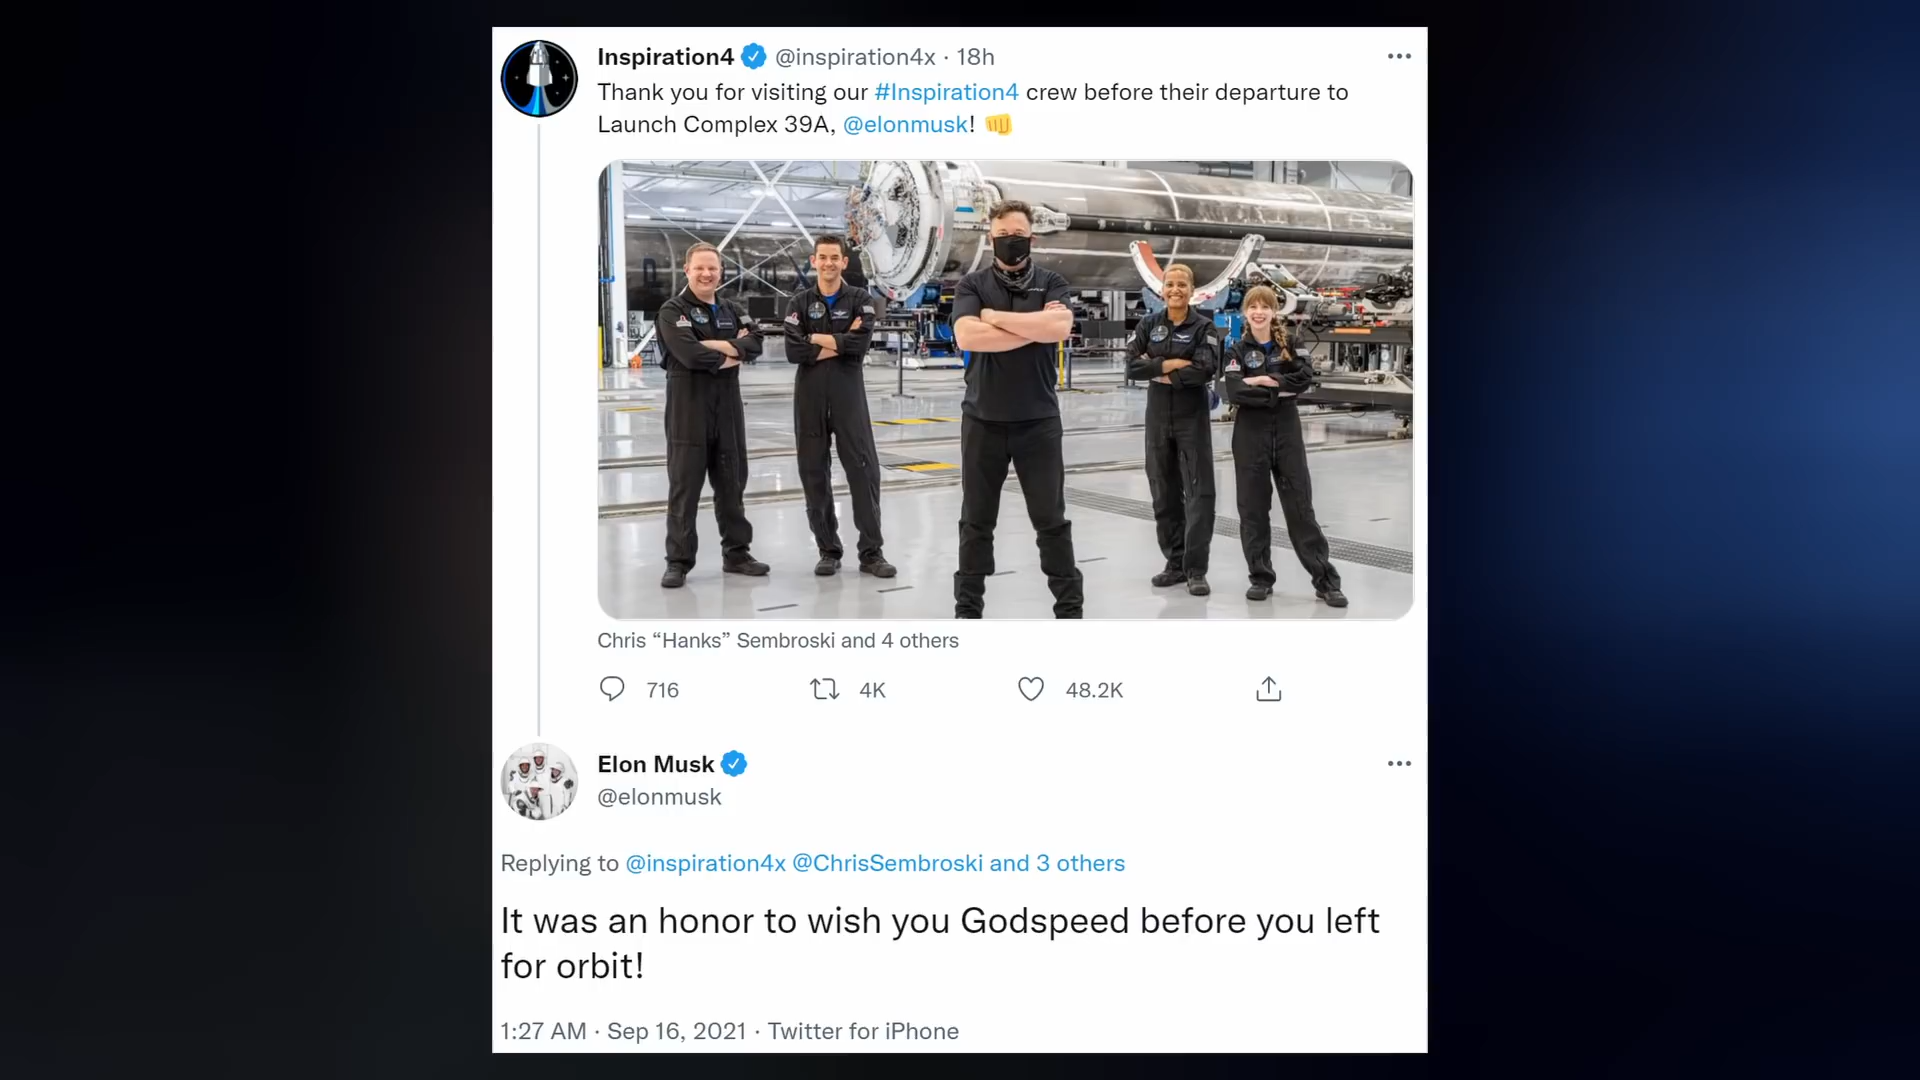 Inspiration4 @inspiration4x · 18h
Thank you for visiting our #Inspiration4 crew before their departure to
Launch Complex 39A, @elonmusk! 👊
Chris “Hanks” Sembroski and 4 others
716 4K 48.2K
Elon Musk
@elonmusk
Replying to @inspiration4x @ChrisSembroski and 3 others
It was an honor to wish you Godspeed before you left
for orbit!
1:27 AM · Sep 16, 2021 · Twitter for iPhone